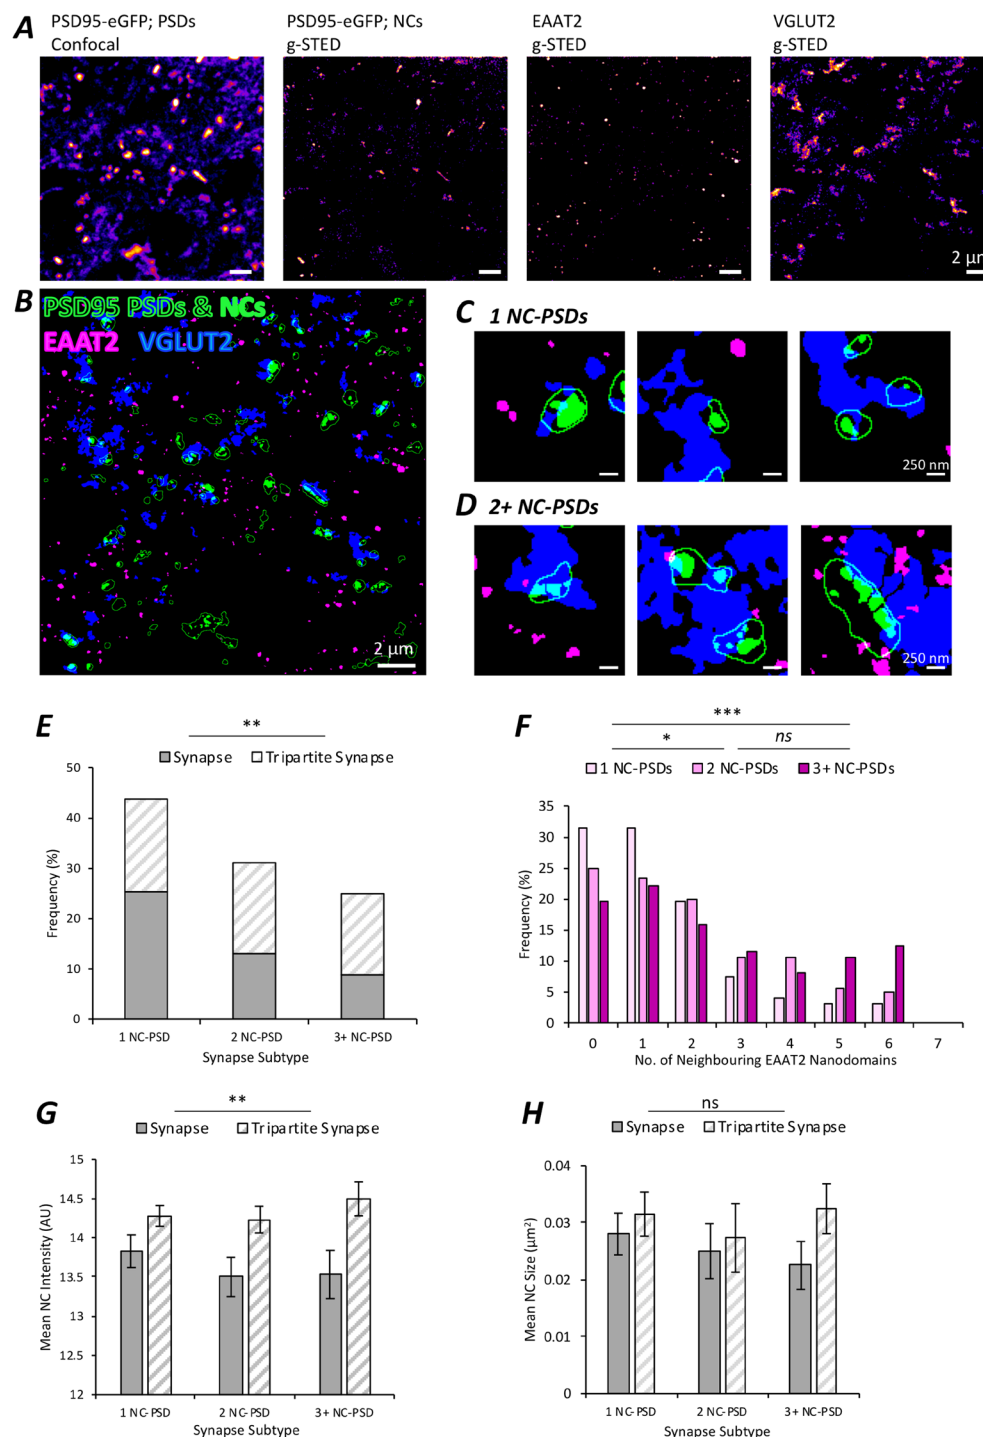 A
PSD95-eGFP; PSDs
Confocal
PSD95-eGFP; NCs
g-STED
EAAT2
g-STED
VGLUT2
g-STED
2 μm
B
PSD95 PSDs & NCs
EAAT2 VGLUT2
2 μm
C 1 NC-PSDs
250 nm
D 2+ NC-PSDs
250 nm
E
**
Synapse Tripartite Synapse
50
40
30
20
10
0
Frequency (%)
1 NC-PSD 2 NC-PSD 3+ NC-PSD
Synapse Subtype
F
***
* ns
1 NC-PSDs 2 NC-PSDs 3+ NC-PSDs
35
30
25
20
15
10
5
0
Frequency (%)
0 1 2 3 4 5 6 7
No. of Neighbouring EAAT2 Nanodomains
G
**
Synapse Tripartite Synapse
15
14.5
14
13.5
13
12.5
12
Mean NC Intensity (AU)
1 NC-PSD 2 NC-PSD 3+ NC-PSD
Synapse Subtype
H
ns
Synapse Tripartite Synapse
0.04
0.03
0.02
0.01
0
Mean NC Size (μm²)
1 NC-PSD 2 NC-PSD 3+ NC-PSD
Synapse Subtype